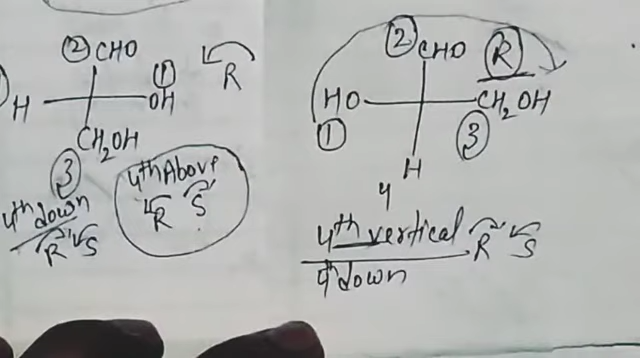 ② CHO
①
H OH R
CH2OH
③
4th Above
R S
4th down
R S
② CHO R
HO CH2OH
① ③
H
4
4th vertical R S
4th down